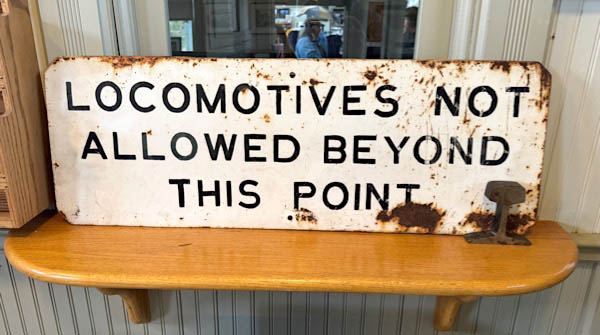 LOCOMOTIVES NOT
ALLOWED BEYOND
THIS POINT